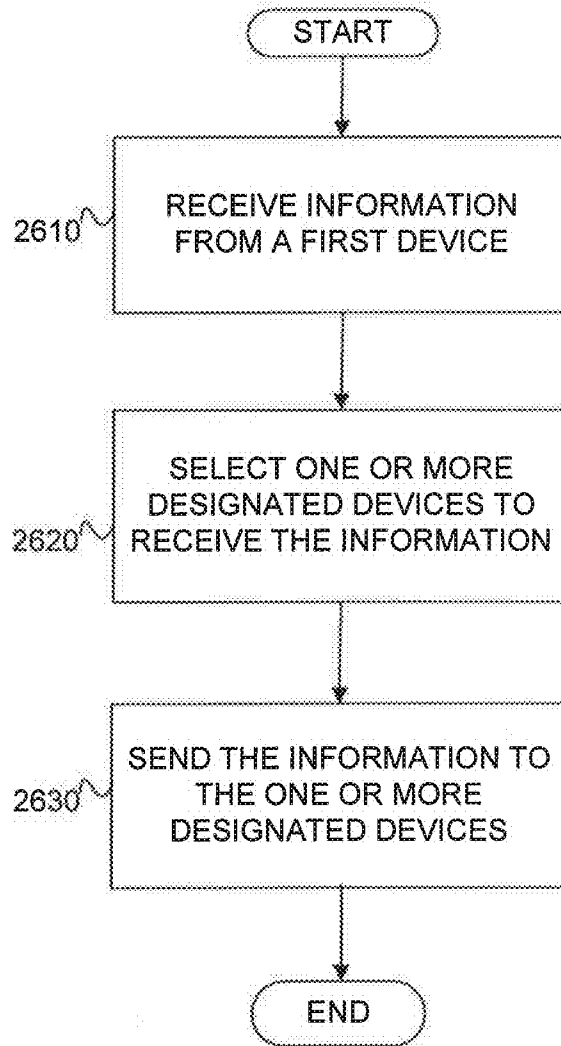 START
2610
RECEIVE INFORMATION
FROM A FIRST DEVICE
2620
SELECT ONE OR MORE
DESIGNATED DEVICES TO
RECEIVE THE INFORMATION
2630
SEND THE INFORMATION TO
THE ONE OR MORE
DESIGNATED DEVICES
END